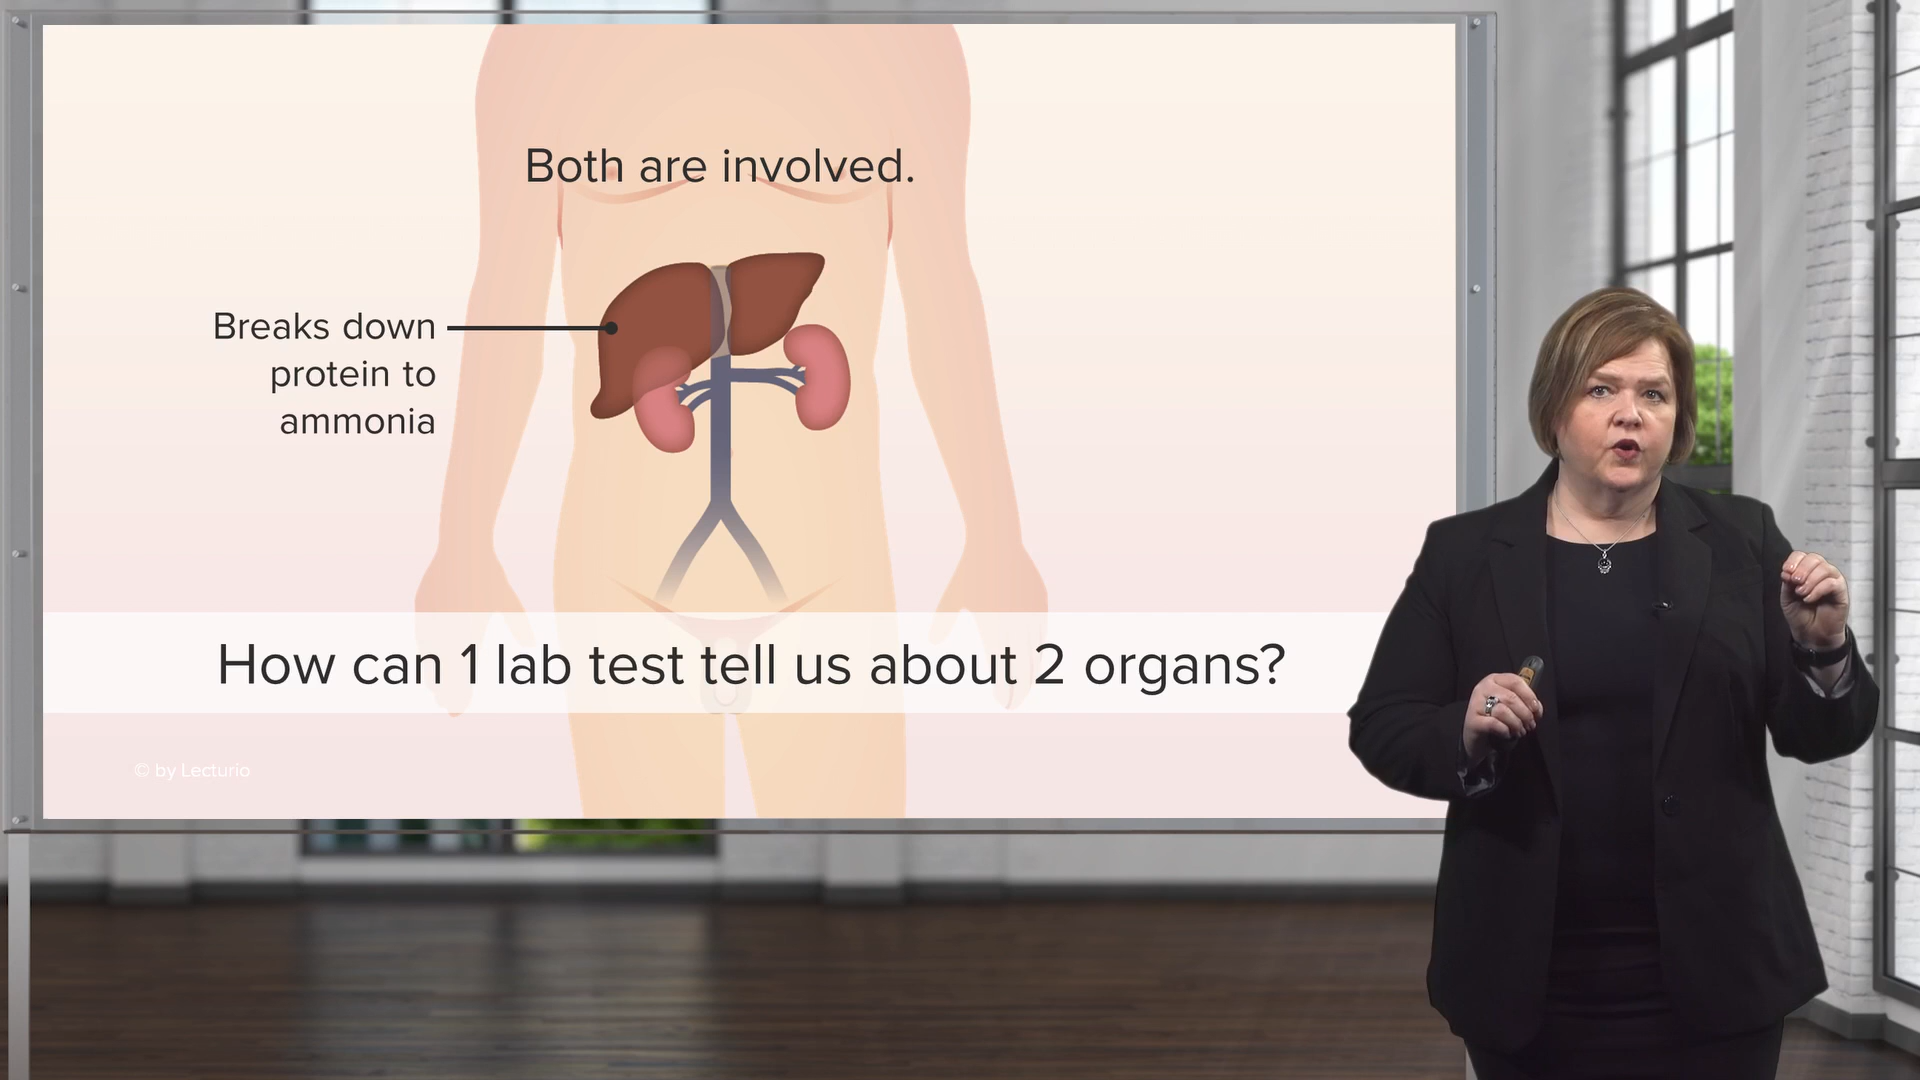 Both are involved.
Breaks down
protein to
ammonia
How can 1 lab test tell us about 2 organs?
© by Lecturio